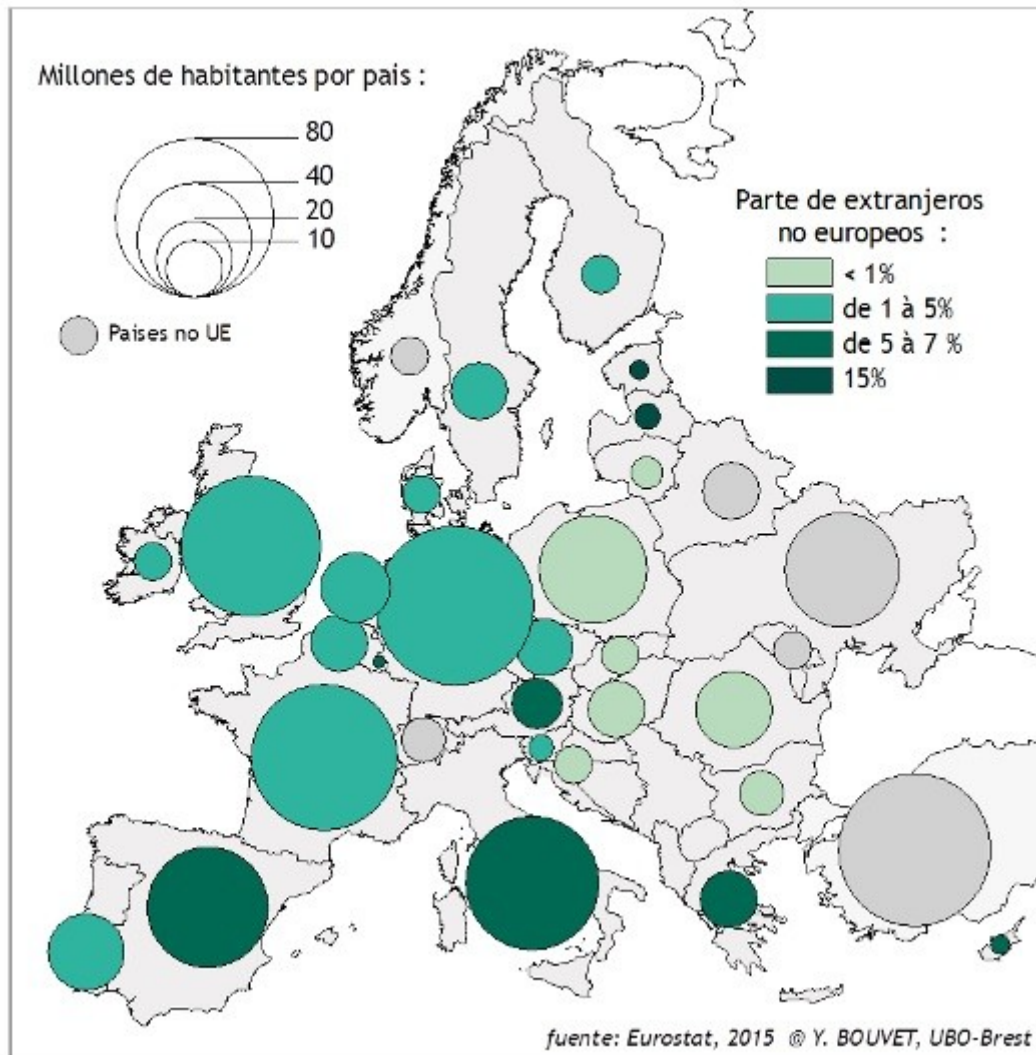 Millones de habitantes por pais :
80
40
20
10
Paises no UE
Parte de extranjeros
no europeos :
< 1%
de 1 à 5%
de 5 à 7 %
15%
fuente: Eurostat, 2015 @ Y. BOUVET, UBO-Brest